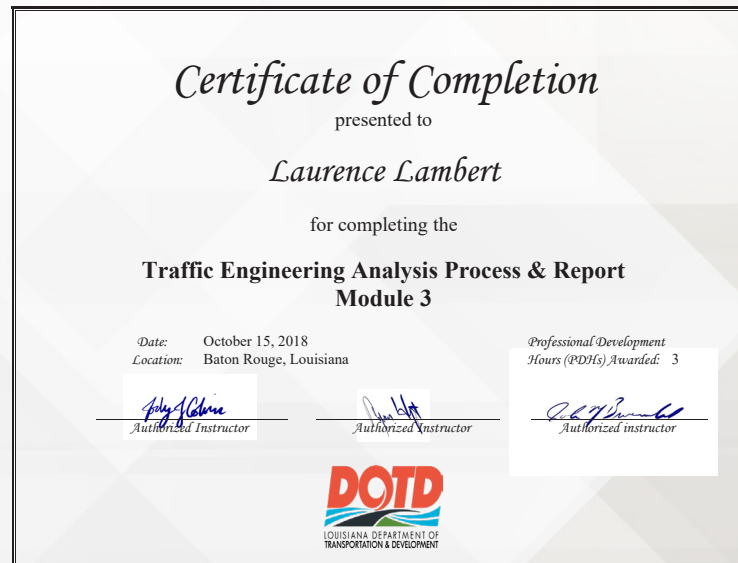 Certificate of Completion
presented to
Laurence Lambert
for completing the
Traffic Engineering Analysis Process & Report
Module 3
Date: October 15, 2018
Location: Baton Rouge, Louisiana
Professional Development
Hours (PDHs) Awarded: 3
Authorized Instructor
Authorized Instructor
Authorized instructor
DOTD
LOUISIANA DEPARTMENT OF
TRANSPORTATION & DEVELOPMENT